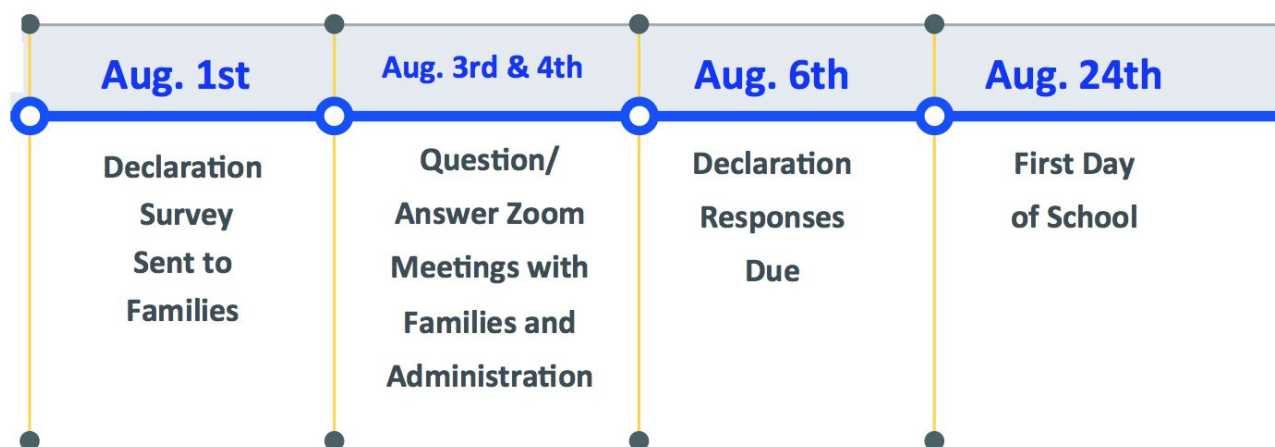 Aug. 1st
Declaration
Survey
Sent to
Families
Aug. 3rd & 4th
Question/
Answer Zoom
Meetings with
Families and
Administration
Aug. 6th
Declaration
Responses
Due
Aug. 24th
First Day
of School